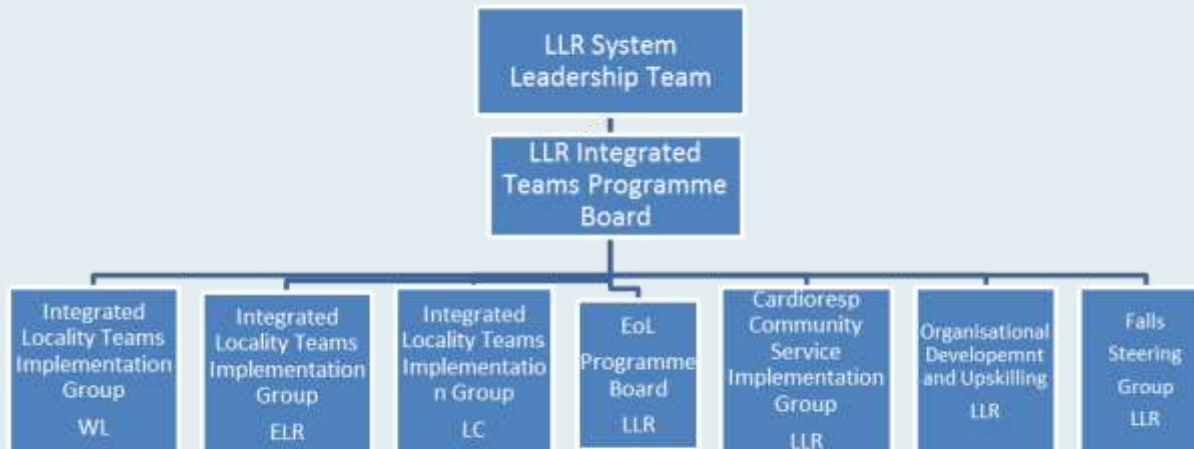 LLR System
Leadership Team
LLR Integrated
Teams Programme
Board
Integrated
Locality Teams
Implementation
Group
WL
Integrated
Locality Teams
Implementation
Group
ELR
Integrated
Locality Teams
Implementatio
n Group
LC
EoL
Programme
Board
LLR
Cardioresp
Community
Service
Implementation
Group
LLR
Organisational
Developemnt
and Upskilling
LLR
Falls
Steering
Group
LLR